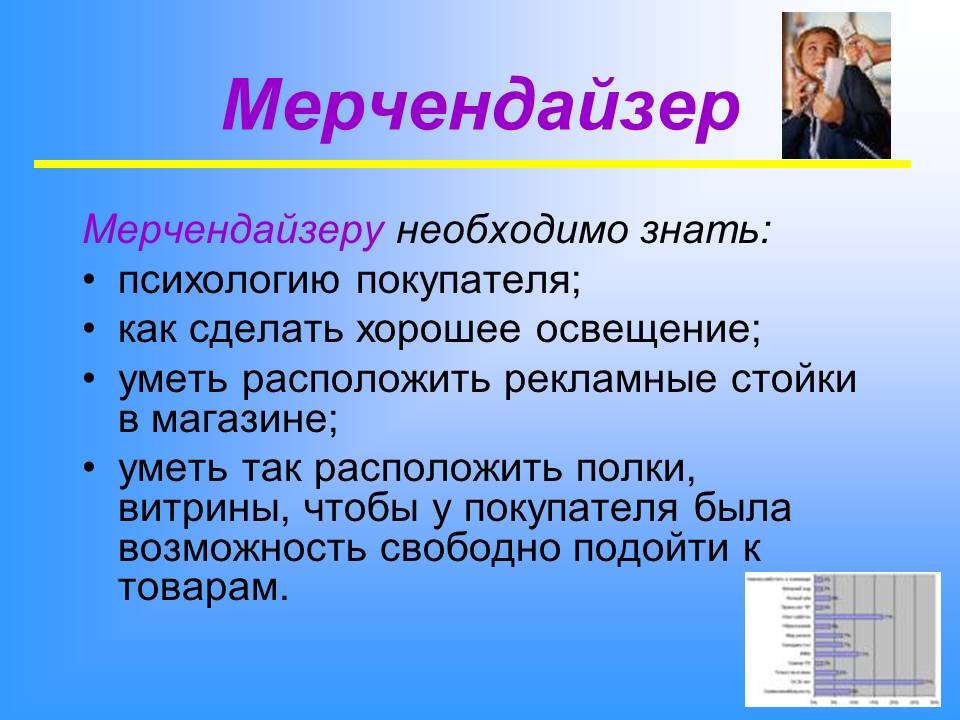 Мерчендайзер
Мерчендайзеру необходимо знать:
• психологию покупателя;
• как сделать хорошее освещение;
• уметь расположить рекламные стойки
в магазине;
• уметь так расположить полки,
витрины, чтобы у покупателя была
возможность свободно подойти к
товарам.